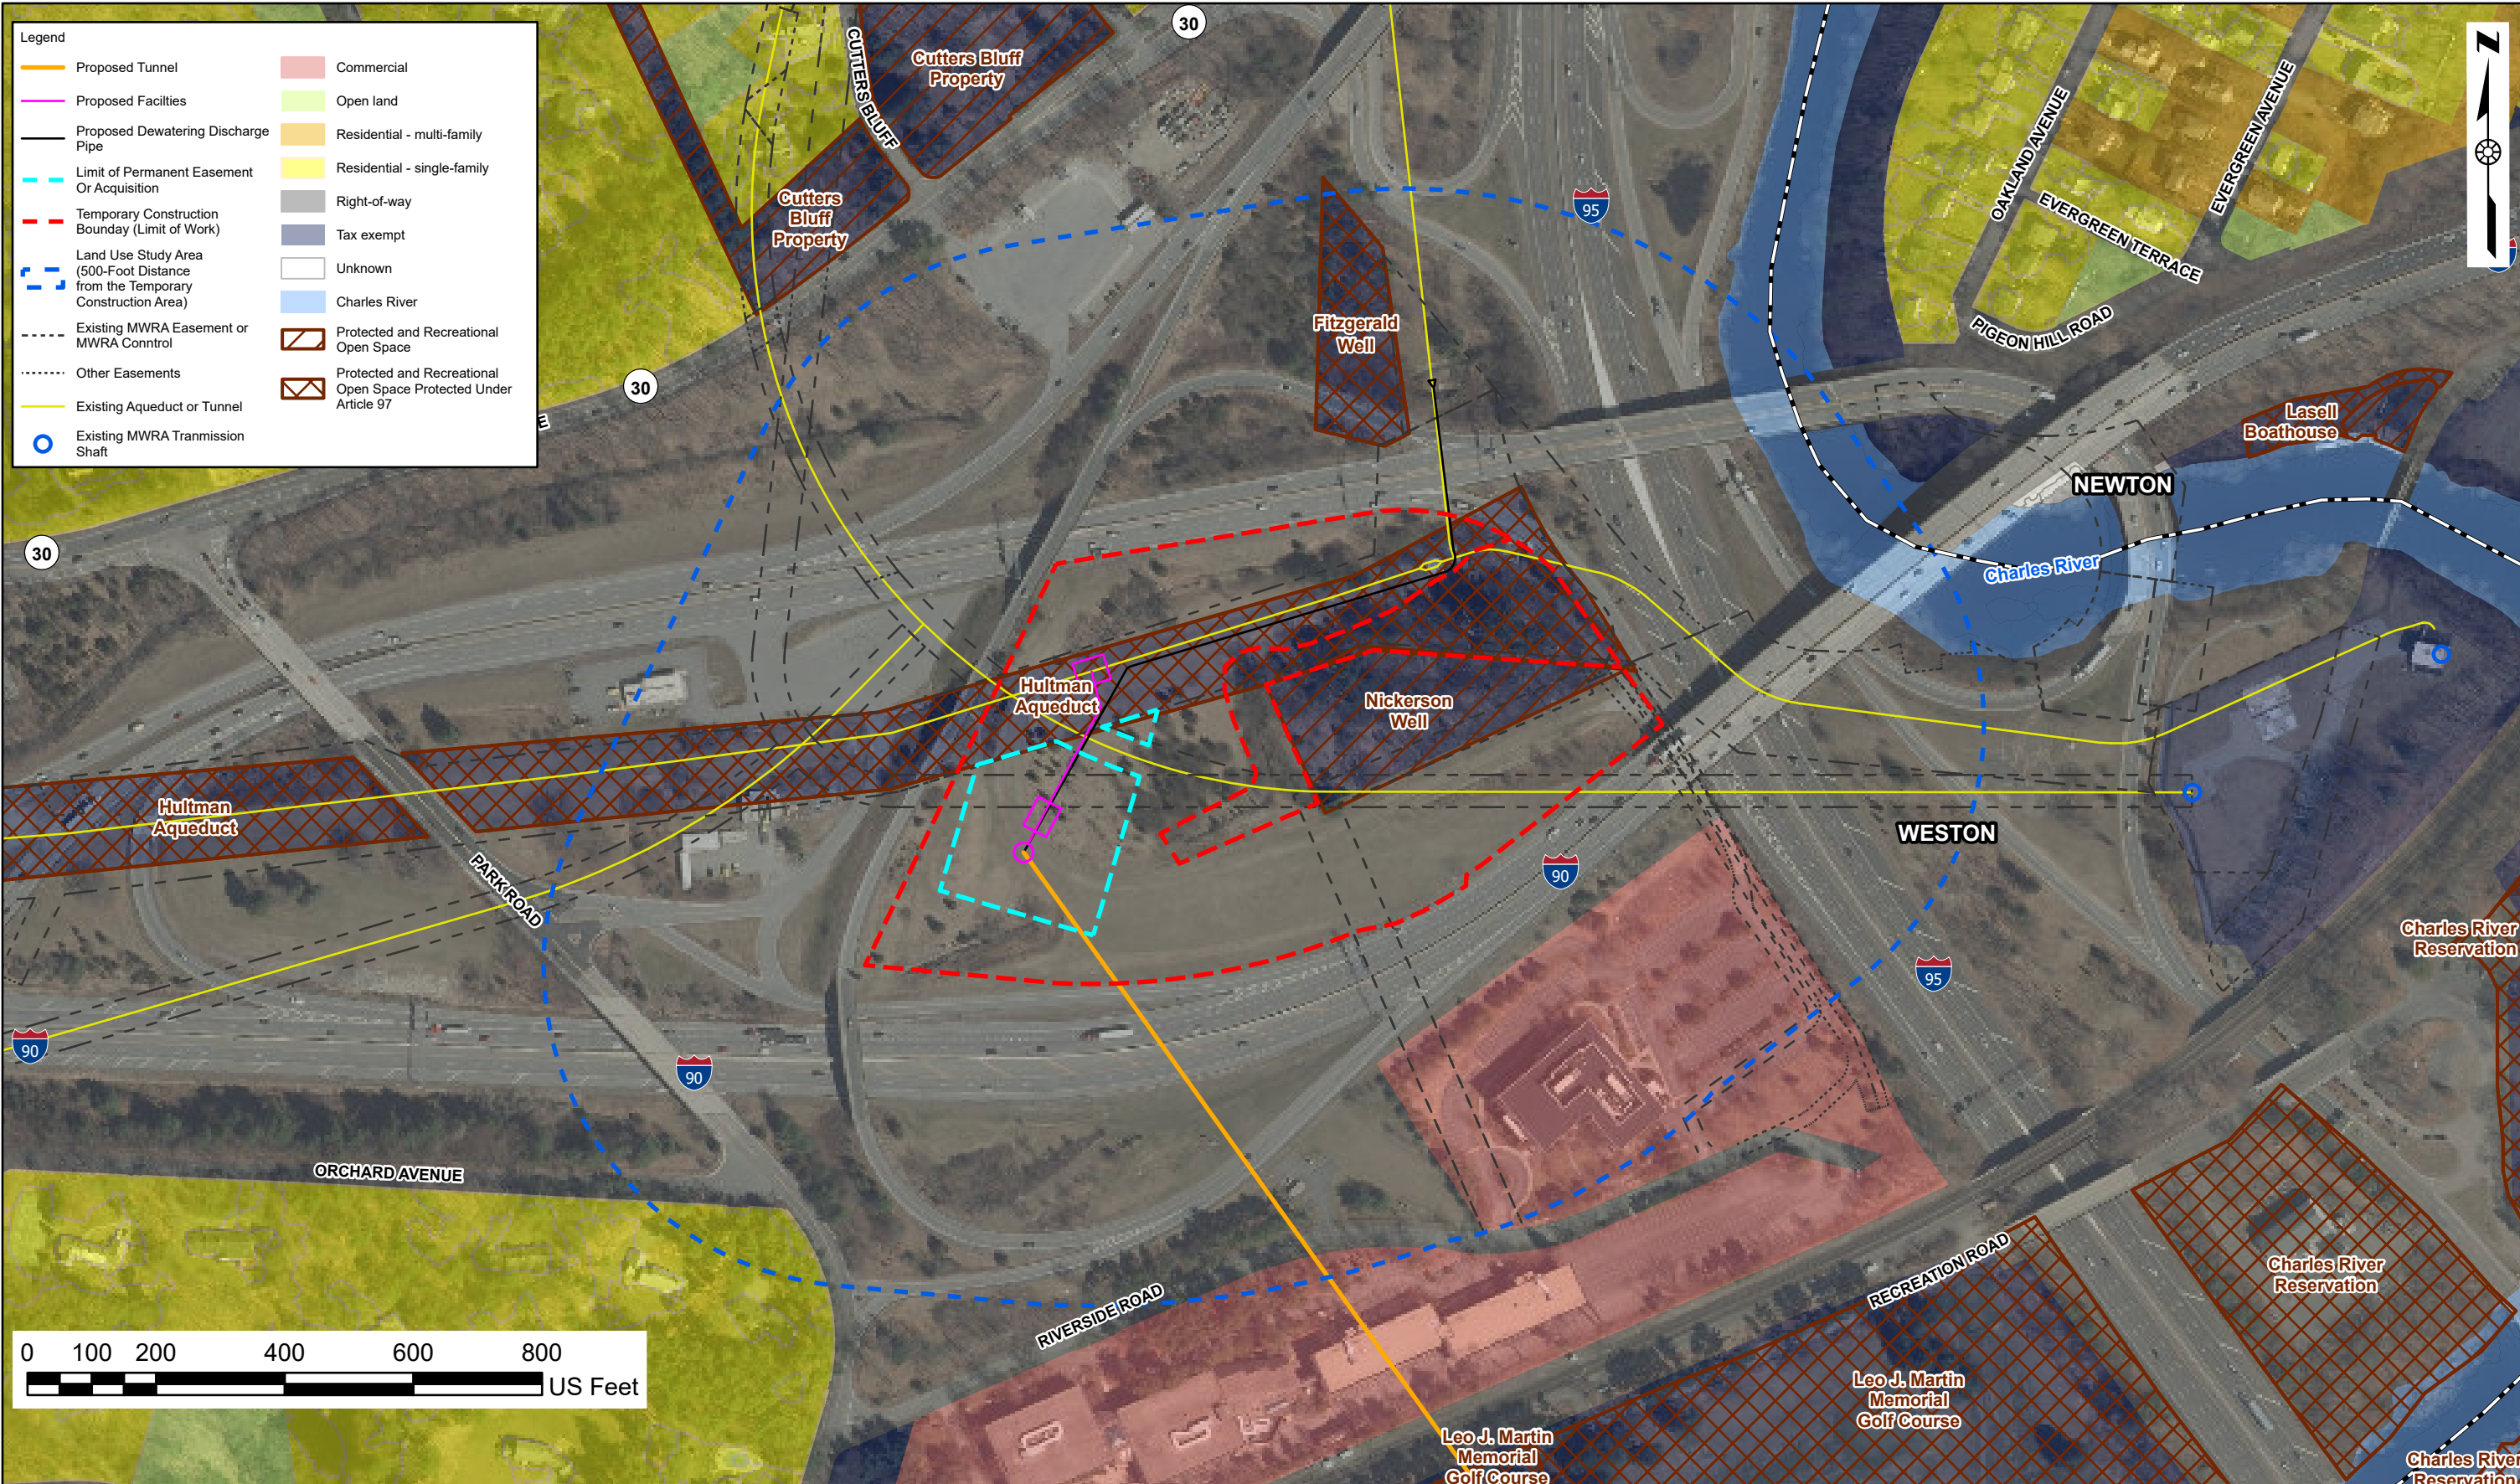 Legend
Proposed Tunnel
Proposed Facilties
Proposed Dewatering Discharge
Pipe
Limit of Permanent Easement
Or Acquisition
Temporary Construction
Bounday (Limit of Work)
Land Use Study Area
(500-Foot Distance
from the Temporary
Construction Area)
Existing MWRA Easement or
MWRA Conntrol
Other Easements
Existing Aqueduct or Tunnel
Existing MWRA Tranmission
Shaft
Commercial
Open land
Residential - multi-family
Residential - single-family
Right-of-way
Tax exempt
Unknown
Charles River
Protected and Recreational
Open Space
Protected and Recreational
Open Space Protected Under
Article 97
30
CUTTERS BLUFF
Cutters Bluff
Property
Cutters
Bluff
Property
95
OAKLAND AVENUE
EVERGREEN AVENUE
EVERGREEN TERRACE
PIGEON HILL ROAD
N
Fitzgerald
Well
30
E
30
Lasell
Boathouse
NEWTON
Charles River
Hultman
Aqueduct
Nickerson
Well
Hultman
Aqueduct
PARK ROAD
WESTON
90
95
Charles River
Reservation
90
90
ORCHARD AVENUE
RIVERSIDE ROAD
RECREATION ROAD
Charles River
Reservation
Leo J. Martin
Memorial
Golf Course
Leo J. Martin
Memorial
Golf Course
Charles River
Reservation
0 100 200 400 600 800
US Feet